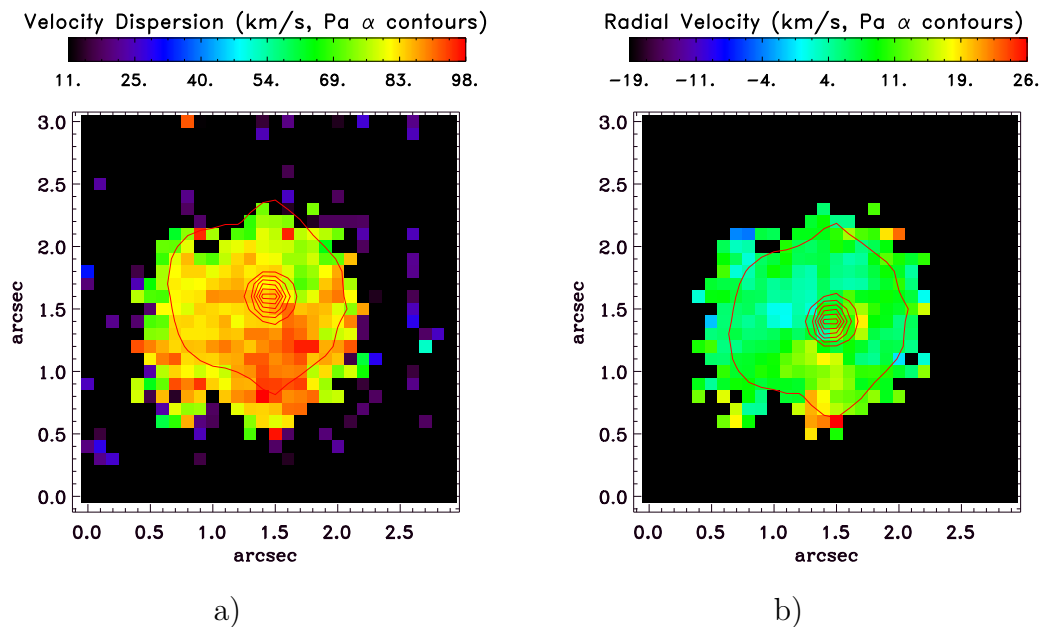 Velocity Dispersion (km/s, Pa α contours)
11. 25. 40. 54. 69. 83. 98.
3.0
2.5
2.0
1.5
1.0
0.5
0.0
arcsec
0.0 0.5 1.0 1.5 2.0 2.5
arcsec
a)
Radial Velocity (km/s, Pa α contours)
−19. −11. −4. 4. 11. 19. 26.
3.0
2.5
2.0
1.5
1.0
0.5
0.0
arcsec
0.0 0.5 1.0 1.5 2.0 2.5
arcsec
b)